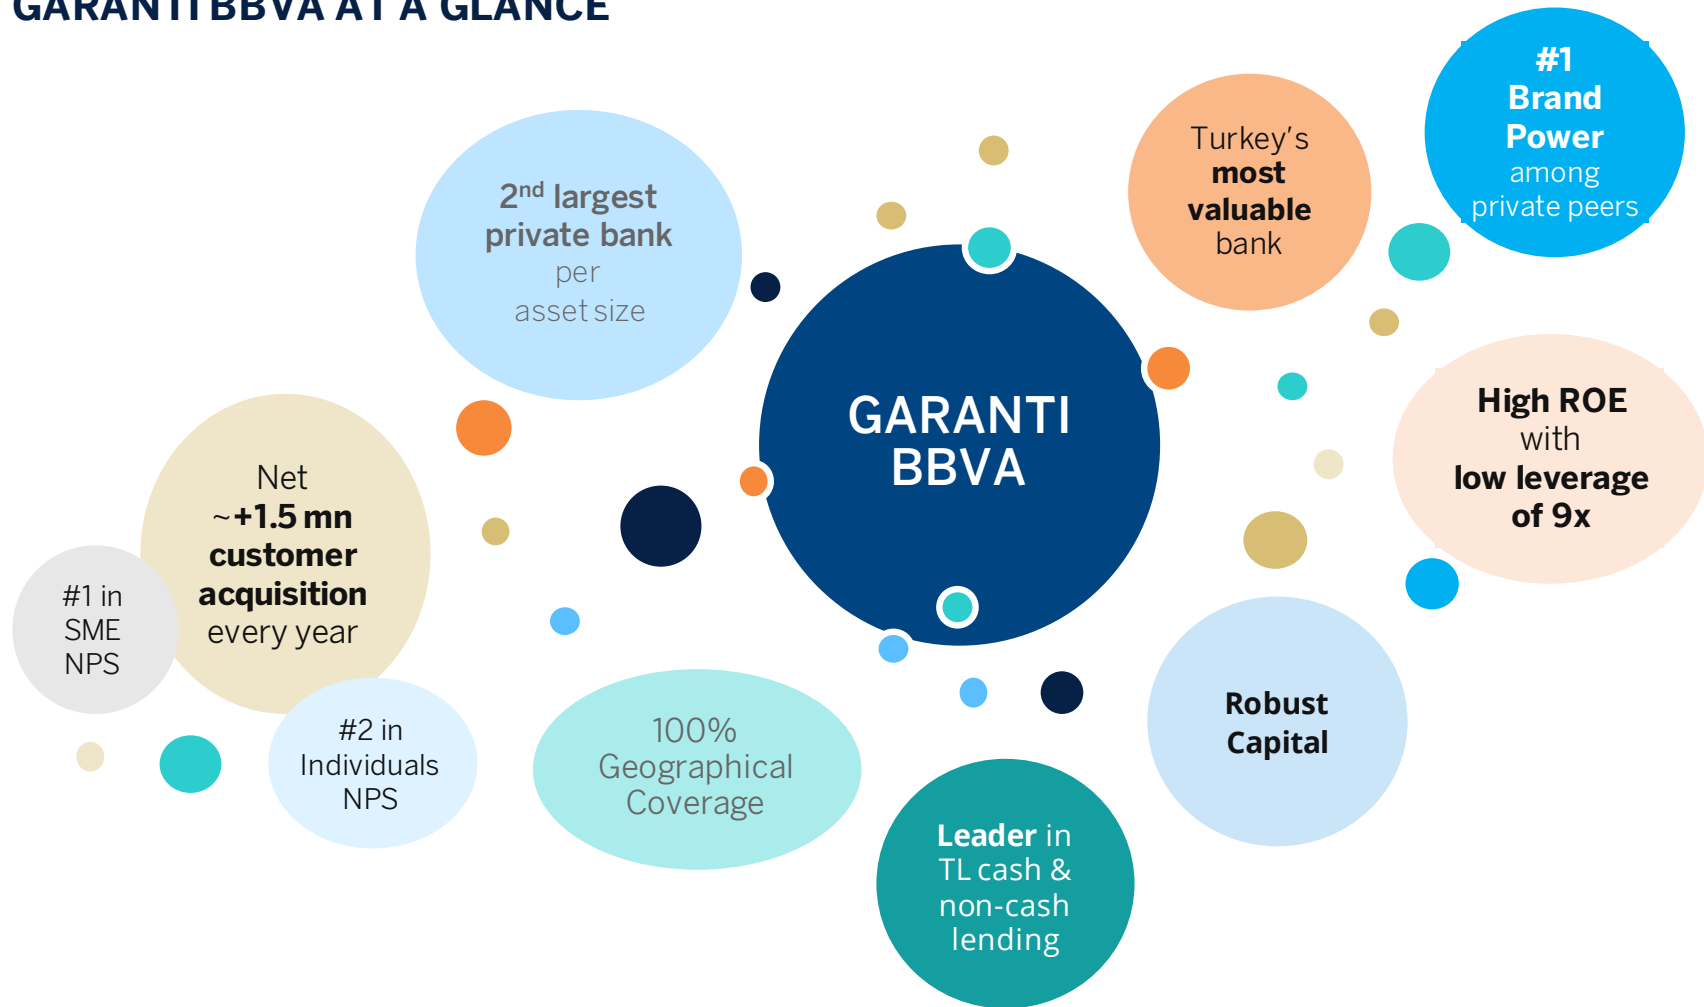 GARANTI BBVA AT A GLANCE
#1
Brand
Power
among
private peers
Turkey's
most
valuable
bank
2nd largest
private bank
per
asset size
GARANTI
BBVA
High ROE
with
low leverage
of 9x
Net
~+1.5 mn
customer
acquisition
every year
#1 in
SME
NPS
#2 in
Individuals
NPS
100%
Geographical
Coverage
Robust
Capital
Leader in
TL cash &
non-cash
lending